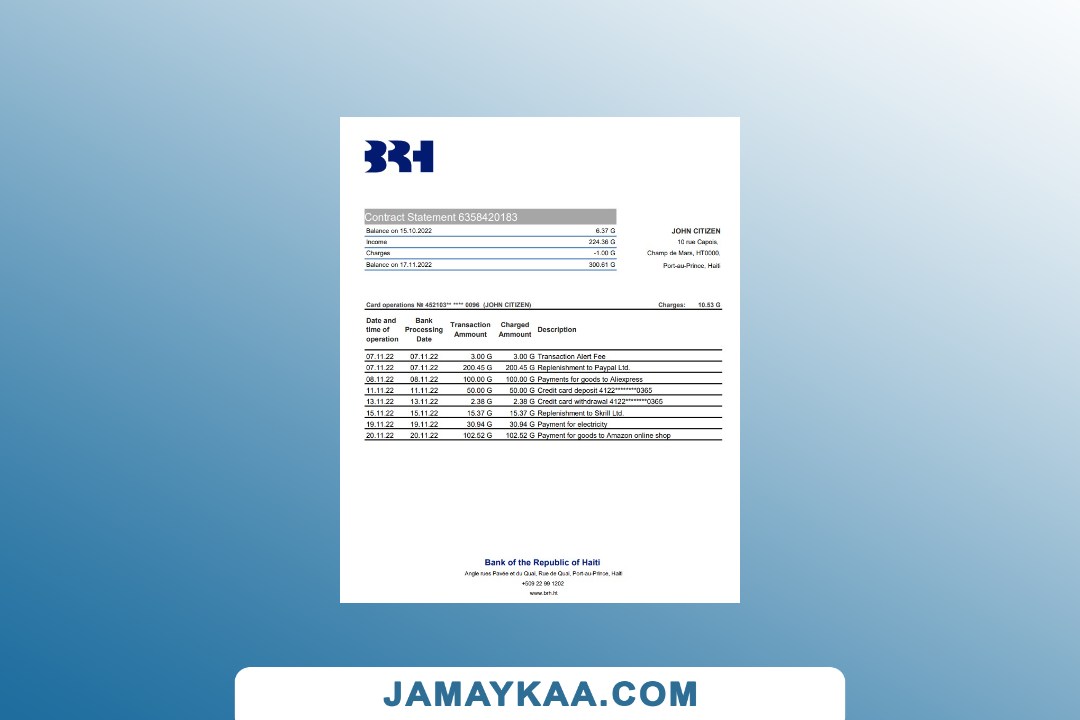 BRH
Contract Statement 6358420183
Balance on 15.10.2022 6.37 G
Income 224.36 G
Charges -1.00 G
Balance on 17.11.2022 300.61 G
JOHN CITIZEN
10 rue Capois,
Champ de Mars, HT0000,
Port-au-Prince, Haiti
Card operations № 452103** **** 0096 (JOHN CITIZEN) Charges: 10.53 G
Date and time of operation Bank Processing Date Transaction Ammount Charged Ammount Description
07.11.22 07.11.22 3.00 G 3.00 G Transaction Alert Fee
07.11.22 07.11.22 200.45 G 200.45 G Replenishment to Paypal Ltd.
08.11.22 08.11.22 100.00 G 100.00 G Payments for goods to Aliexpress
11.11.22 11.11.22 50.00 G 50.00 G Credit card deposit 4122********0365
13.11.22 13.11.22 2.38 G 2.38 G Credit card withdrawal 4122********0365
15.11.22 15.11.22 15.37 G 15.37 G Replenishment to Skrill Ltd.
19.11.22 19.11.22 30.94 G 30.94 G Payment for electricity
20.11.22 20.11.22 102.52 G 102.52 G Payment for goods to Amazon online shop
Bank of the Republic of Haiti
Angle rues Pavée et du Quai, Rue de Quai, Port-au-Prince, Haiti
+509 22 99 1202
www.brh.ht
JAMAYKAA.COM